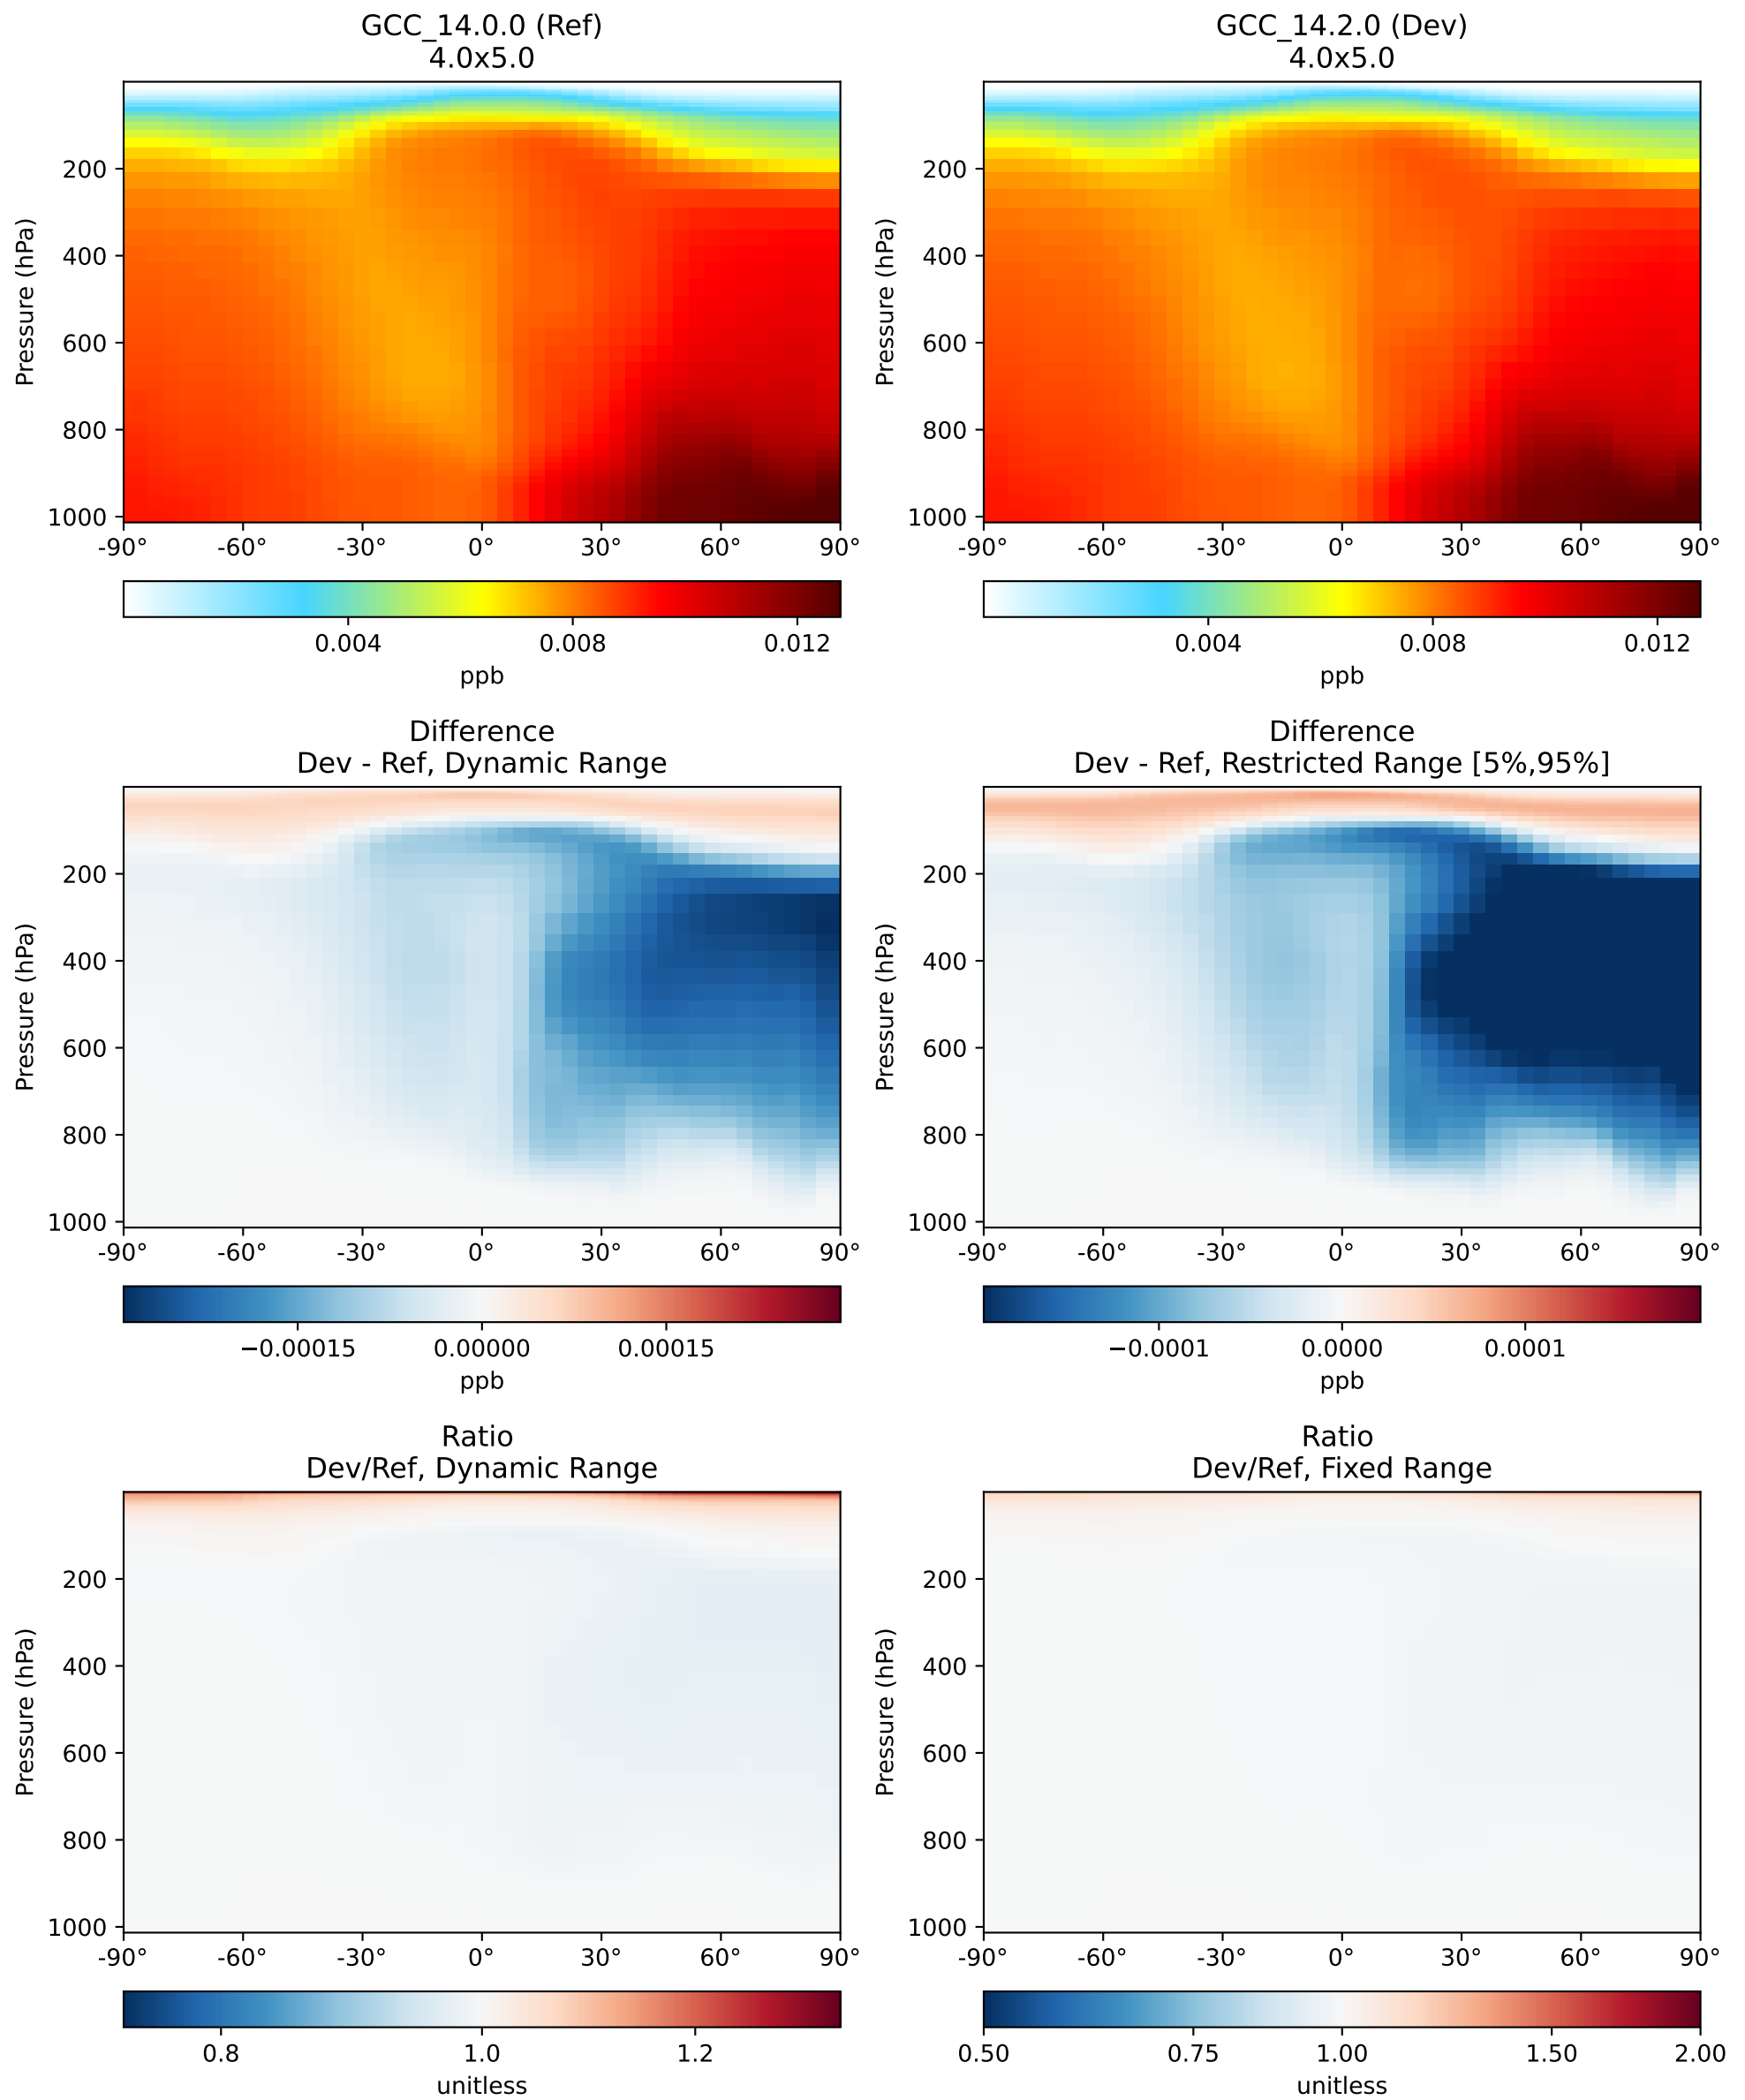 GCC_14.0.0 (Ref)
4.0x5.0
Pressure (hPa)
200
400
600
800
1000
-90° -60° -30° 0° 30° 60° 90°
0.004 0.008 0.012
ppb
GCC_14.2.0 (Dev)
4.0x5.0
Pressure (hPa)
200
400
600
800
1000
-90° -60° -30° 0° 30° 60° 90°
0.004 0.008 0.012
ppb
Difference
Dev - Ref, Dynamic Range
Pressure (hPa)
200
400
600
800
1000
-90° -60° -30° 0° 30° 60° 90°
−0.00015 0.00000 0.00015
ppb
Difference
Dev - Ref, Restricted Range [5%,95%]
Pressure (hPa)
200
400
600
800
1000
-90° -60° -30° 0° 30° 60° 90°
−0.0001 0.0000 0.0001
ppb
Ratio
Dev/Ref, Dynamic Range
Pressure (hPa)
200
400
600
800
1000
-90° -60° -30° 0° 30° 60° 90°
0.8 1.0 1.2
unitless
Ratio
Dev/Ref, Fixed Range
Pressure (hPa)
200
400
600
800
1000
-90° -60° -30° 0° 30° 60° 90°
0.50 0.75 1.00 1.50 2.00
unitless